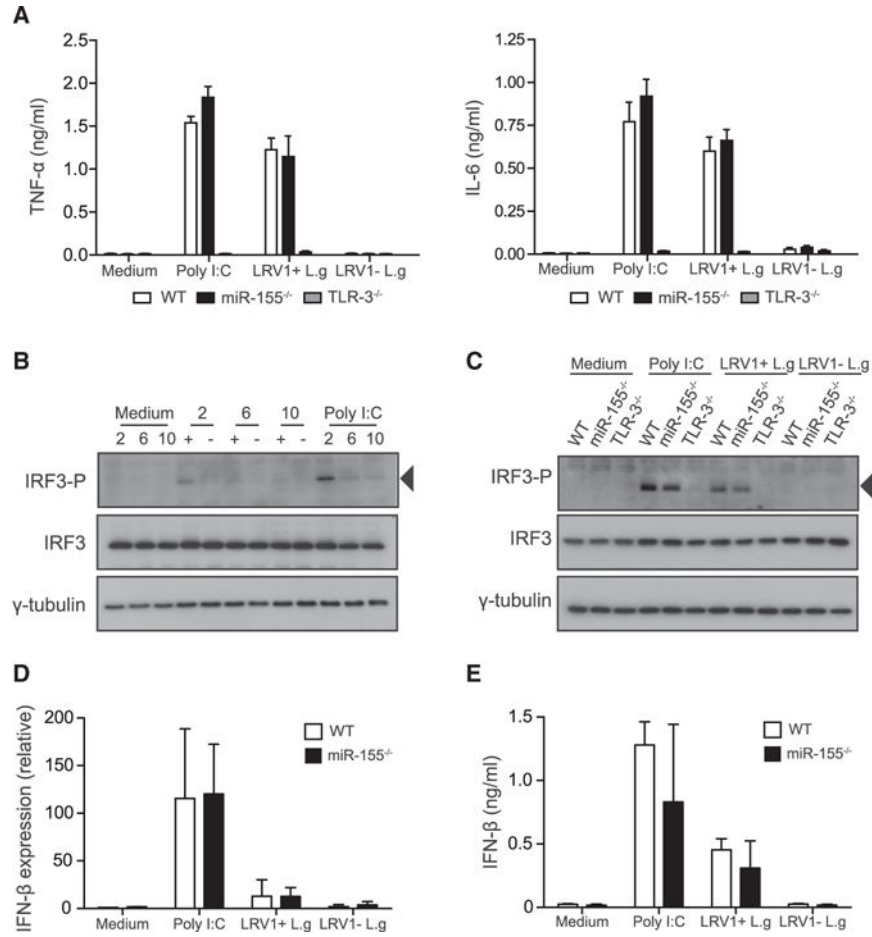 A
TNF-α (ng/ml)
2.5
2.0
1.5
1.0
0.5
0.0
Medium Poly I:C LRV1+ L.g LRV1- L.g
WT miR-155-/- TLR-3-/-
IL-6 (ng/ml)
1.00
0.75
0.50
0.25
0.00
Medium Poly I:C LRV1+ L.g LRV1- L.g
WT miR-155-/- TLR-3-/-
B
Medium 2 6 10 Poly I:C
2 6 10 + - + - + - 2 6 10
IRF3-P
IRF3
γ-tubulin
C
Medium Poly I:C LRV1+ L.g LRV1- L.g
WT miR-155-/- TLR-3-/- WT miR-155-/- TLR-3-/- WT miR-155-/- TLR-3-/- WT miR-155-/- TLR-3-/-
IRF3-P
IRF3
γ-tubulin
D
IFN-β expression (relative)
200
150
100
50
0
WT
miR-155-/-
Medium Poly I:C LRV1+ L.g LRV1- L.g
E
IFN-β (ng/ml)
1.5
1.0
0.5
0
WT
miR-155-/-
Medium Poly I:C LRV1+ L.g LRV1- L.g